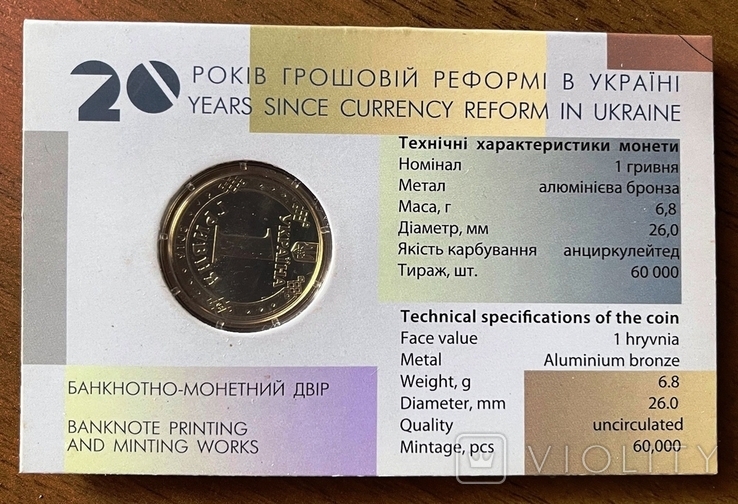 20 РОКІВ ГРОШОВІЙ РЕФОРМІ В УКРАЇНІ
YEARS SINCE CURRENCY REFORM IN UKRAINE
Технічні характеристики монети
Номінал 1 гривня
Метал алюмінієва бронза
Маса, г 6,8
Діаметр, мм 26,0
Якість карбування анциркулейтед
Тираж, шт. 60 000
Technical specifications of the coin
Face value 1 hryvnia
Metal Aluminium bronze
Weight, g 6.8
Diameter, mm 26.0
Quality uncirculated
Mintage, pcs 60,000
УКРАЇНА
1
ГРИВНЯ
БАНКНОТНО-МОНЕТНИЙ ДВІР
BANKNOTE PRINTING
AND MINTING WORKS
VIOLITY